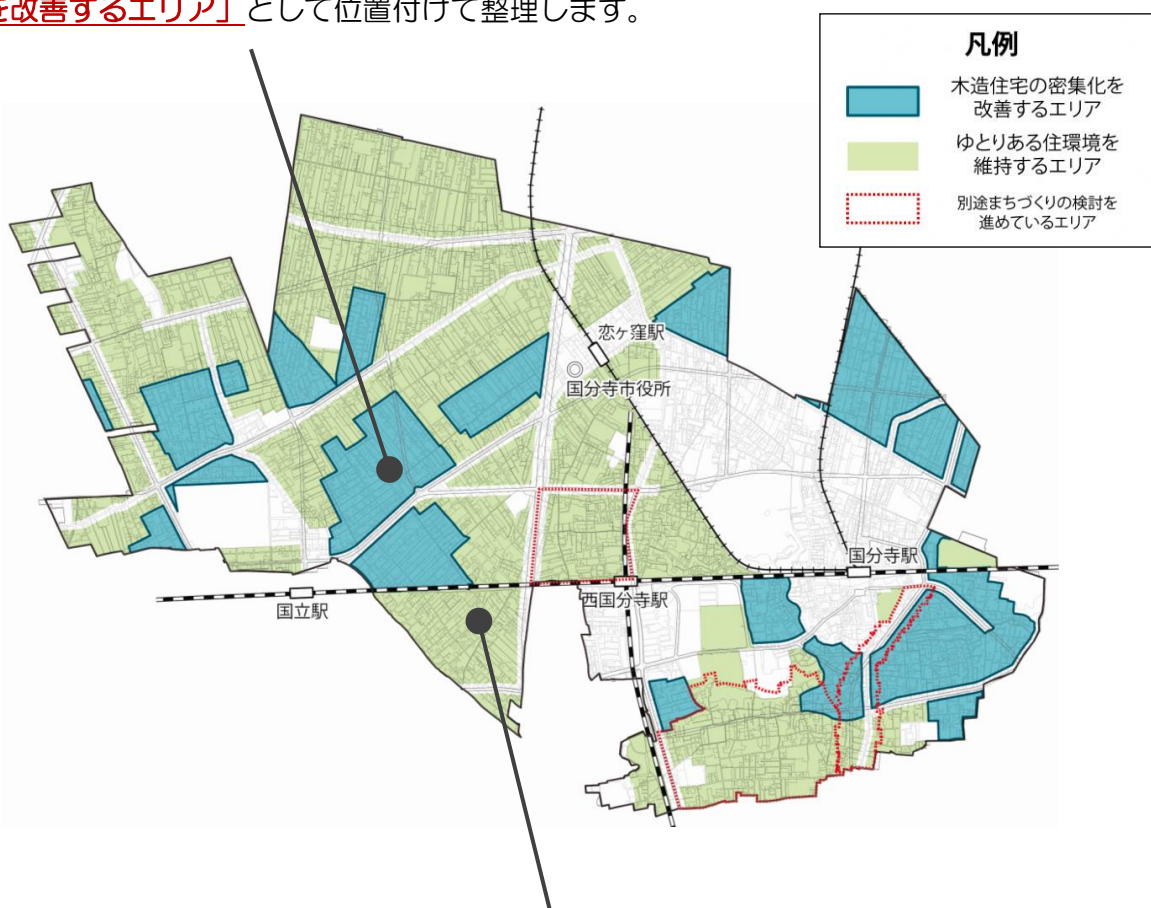 を改善するエリア」として位置付けて整理します。
凡例
木造住宅の密集化を
改善するエリア
ゆとりある住環境を
維持するエリア
別途まちづくりの検討を
進めているエリア
恋ヶ窪駅
国分寺市役所
国分寺駅
西国分寺駅
国立駅